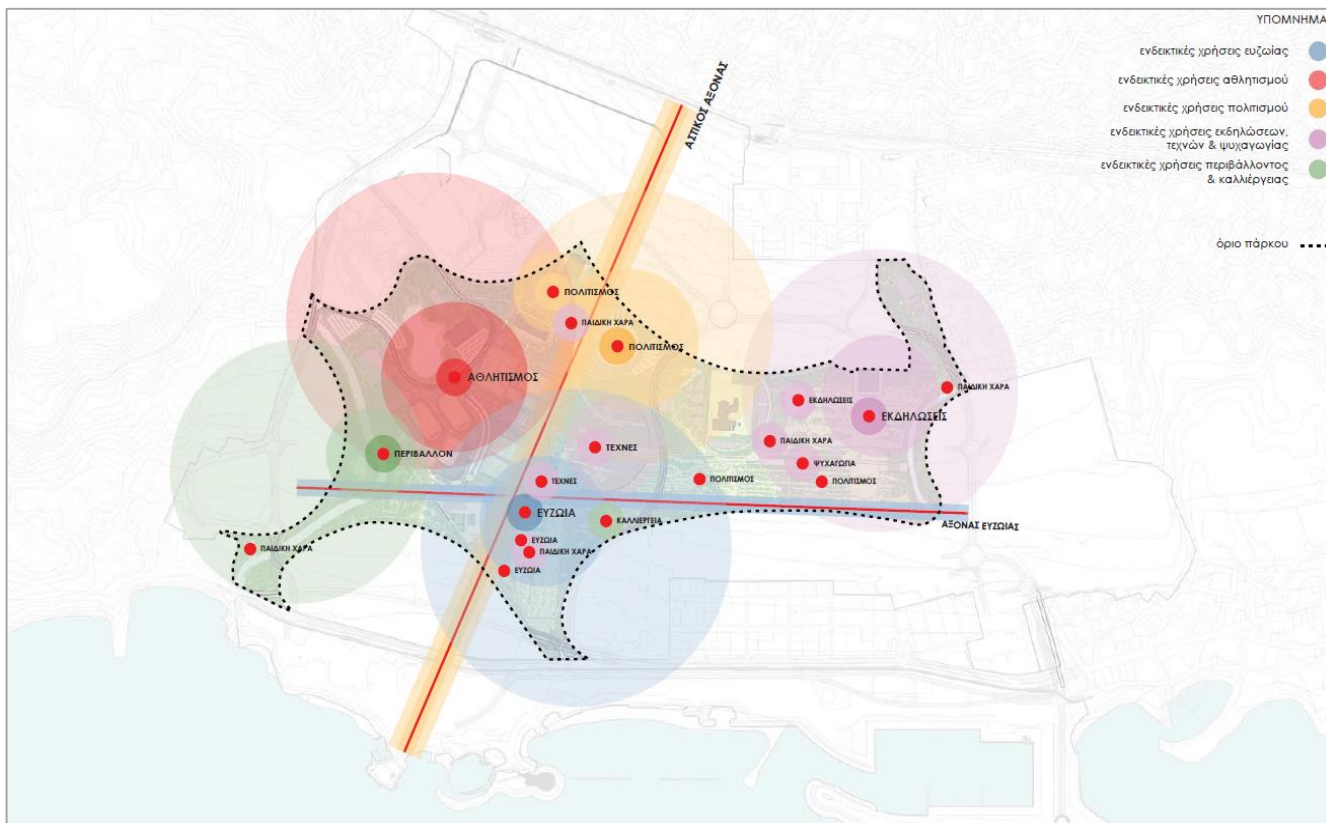 ΥΠΟΜΝΗΜΑ
ενδεικτικές χρήσεις ευζωίας
ενδεικτικές χρήσεις αθλητισμού
ενδεικτικές χρήσεις πολιτισμού
ενδεικτικές χρήσεις εκδηλώσεων,
τεχνών & ψυχαγωγίας
ενδεικτικές χρήσεις περιβάλλοντος
& καλλιέργειας
όριο πάρκου
ΑΣΤΙΚΟΣ ΑΞΟΝΑΣ
ΠΟΛΙΤΙΣΜΟΣ
ΠΑΙΔΙΚΗ ΧΑΡΑ
ΠΟΛΙΤΙΣΜΟΣ
ΑΘΛΗΤΙΣΜΟΣ
ΠΑΙΔΙΚΗ ΧΑΡΑ
ΕΚΔΗΛΩΣΕΙΣ
ΕΚΔΗΛΩΣΕΙΣ
ΠΑΙΔΙΚΗ ΧΑΡΑ
ΤΕΧΝΕΣ
ΠΕΡΙΒΑΛΛΟΝ
ΨΥΧΑΓΩΓΙΑ
ΤΕΧΝΕΣ
ΠΟΛΙΤΙΣΜΟΣ
ΠΟΛΙΤΙΣΜΟΣ
ΕΥΖΩΙΑ
ΚΑΛΛΙΕΡΓΕΙΑ
ΑΞΟΝΑΣ ΕΥΖΩΙΑΣ
ΕΥΖΩΙΑ
ΠΑΙΔΙΚΗ ΧΑΡΑ
ΠΑΙΔΙΚΗ ΧΑΡΑ
ΕΥΖΩΙΑ